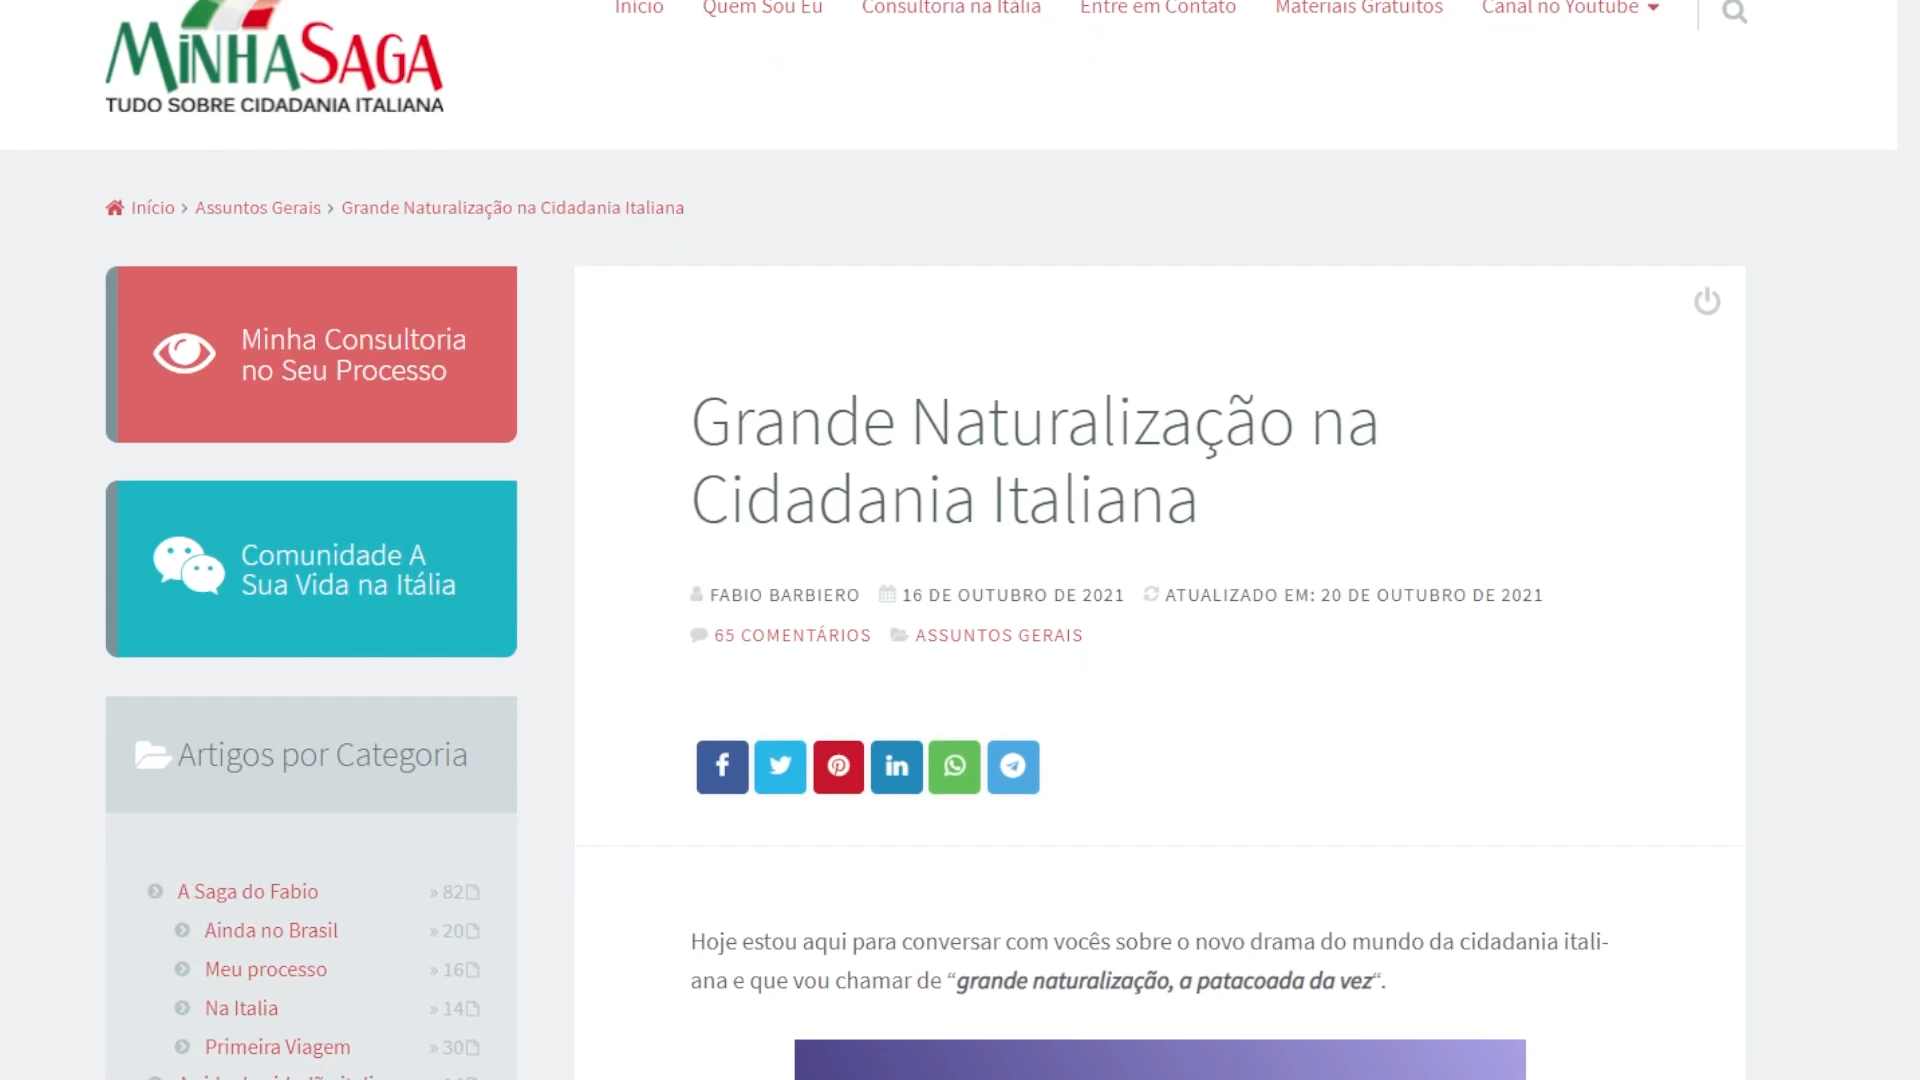 Início Quem Sou Eu Consultoria na Itália Entre em Contato Materiais Gratuitos Canal no Youtube
MINHASAGA
TUDO SOBRE CIDADANIA ITALIANA
Início › Assuntos Gerais › Grande Naturalização na Cidadania Italiana
Minha Consultoria
no Seu Processo
Comunidade A
Sua Vida na Itália
Artigos por Categoria
A Saga do Fabio » 82
Ainda no Brasil » 20
Meu processo » 16
Na Italia » 14
Primeira Viagem » 30
Grande Naturalização na
Cidadania Italiana
FABIO BARBIERO 16 DE OUTUBRO DE 2021 ATUALIZADO EM: 20 DE OUTUBRO DE 2021
65 COMENTÁRIOS ASSUNTOS GERAIS
Hoje estou aqui para conversar com vocês sobre o novo drama do mundo da cidadania itali-
ana e que vou chamar de “grande naturalização, a patacoada da vez“.